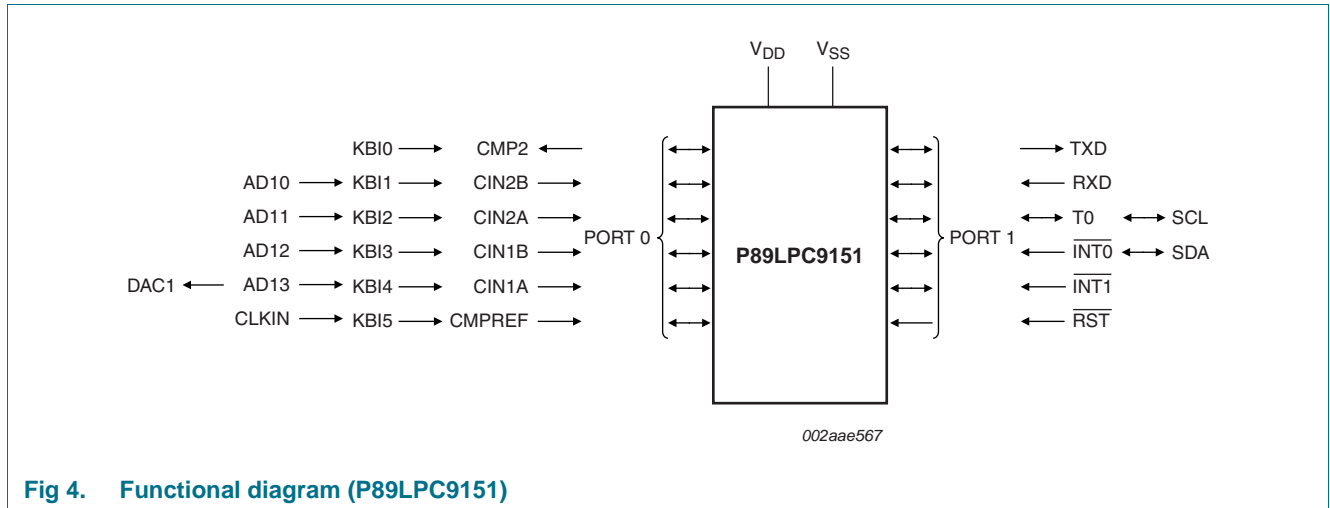 VDD VSS
KBI0 CMP2 TXD
AD10 KBI1 CIN2B RXD
AD11 KBI2 CIN2A T0 SCL
PORT 0 P89LPC9151 PORT 1
AD12 KBI3 CIN1B INT0 SDA
DAC1 AD13 KBI4 CIN1A INT1
CLKIN KBI5 CMPREF RST
002aae567
Fig 4. Functional diagram (P89LPC9151)